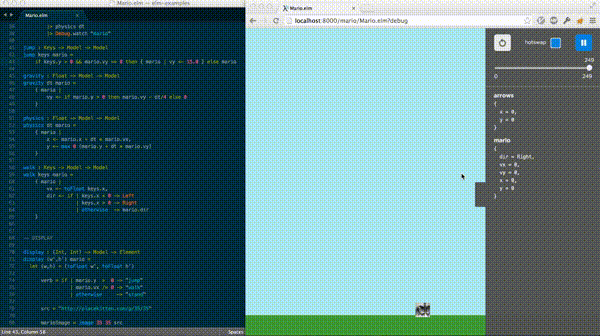 Mario.elm — elm-examples
Mario.elm
|> physics dt
|> Debug.watch "mario"
jump : Keys -> Model -> Model
jump keys mario =
if keys.y > 0 && mario.vy == 0 then { mario | vy <- 15.0 } else mario
gravity : Float -> Model -> Model
gravity dt mario =
{ mario |
vy <- if mario.y > 0 then mario.vy - dt/4 else 0
}
physics : Float -> Model -> Model
physics dt mario =
{ mario |
x <- mario.x + dt * mario.vx,
y <- max 0 (mario.y + dt * mario.vy)
}
walk : Keys -> Model -> Model
walk keys mario =
{ mario |
vx <- toFloat keys.x,
dir <- if | keys.x < 0 -> Left
| keys.x > 0 -> Right
| otherwise -> mario.dir
}
-- DISPLAY
display : (Int, Int) -> Model -> Element
display (w',h') mario =
let (w,h) = (toFloat w', toFloat h')
verb = if | mario.y > 0 -> "jump"
| mario.vx /= 0 -> "walk"
| otherwise -> "stand"
src = "http://placekitten.com/g/35/35"
marioImage = image 35 35 src
Line 43, Column 58
Spaces
Mario.elm
localhost:8000/mario/Mario.elm?debug
hotswap
249
0
249
arrows
{
x = 0,
y = 0
}
mario
{
dir = Right,
vx = 0,
vy = 0,
x = 0,
y = 0
}